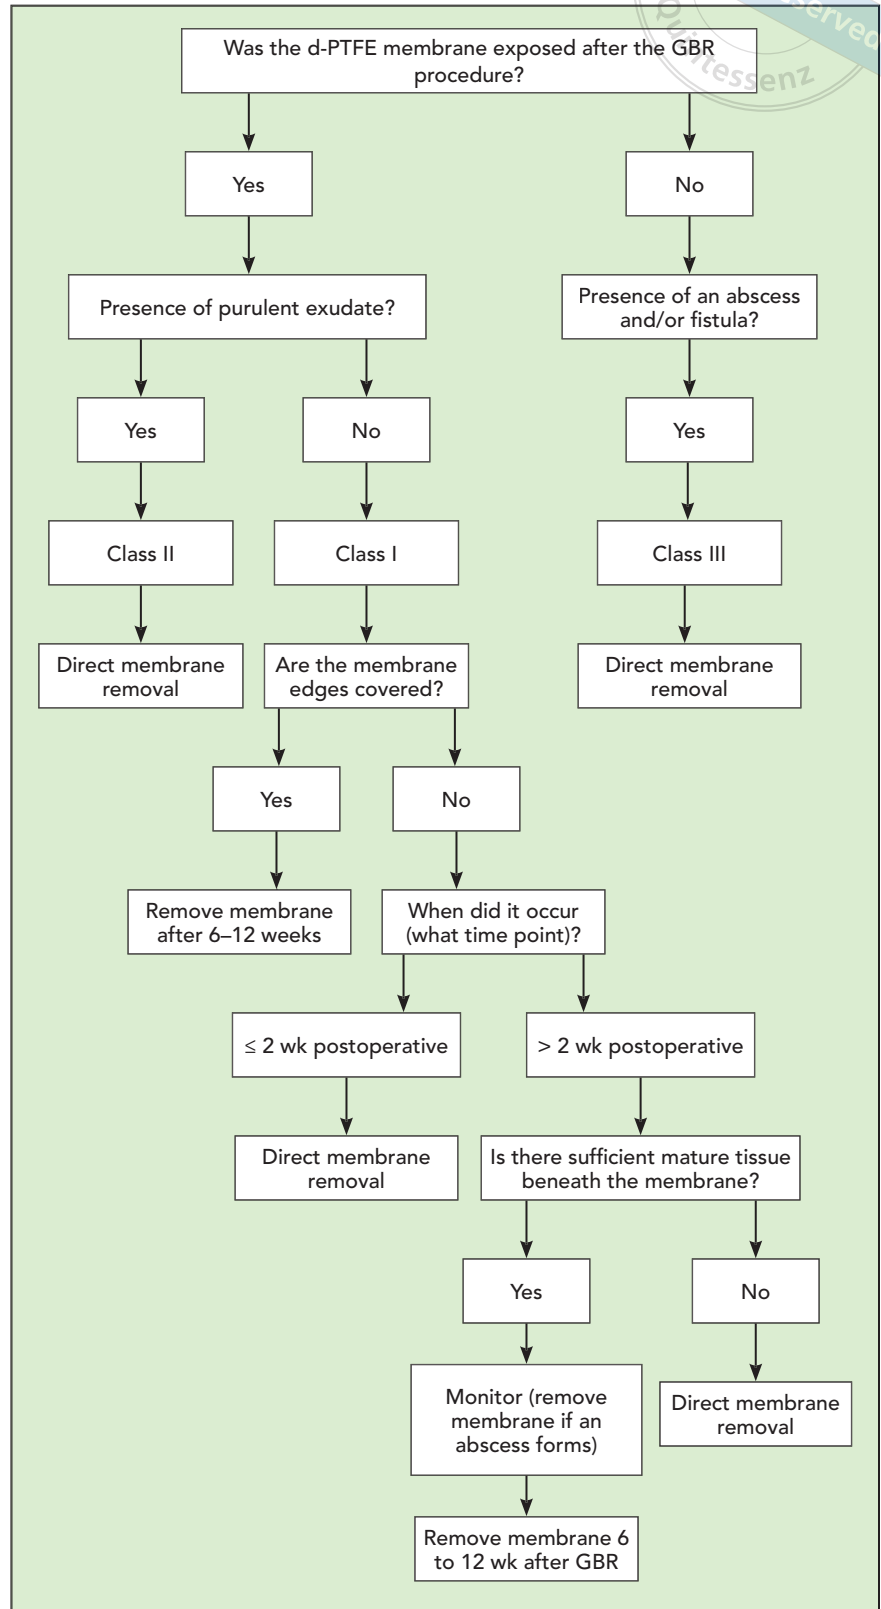 Was the d-PTFE membrane exposed after the GBR
procedure?
Yes
No
Presence of purulent exudate?
Presence of an abscess
and/or fistula?
Yes
No
Yes
Class II
Class I
Class III
Direct membrane
removal
Are the membrane
edges covered?
Direct membrane
removal
Yes
No
Remove membrane
after 6–12 weeks
When did it occur
(what time point)?
≤ 2 wk postoperative
> 2 wk postoperative
Direct membrane
removal
Is there sufficient mature tissue
beneath the membrane?
Yes
No
Monitor (remove
membrane if an
abscess forms)
Direct membrane
removal
Remove membrane 6
to 12 wk after GBR
Quintessenz